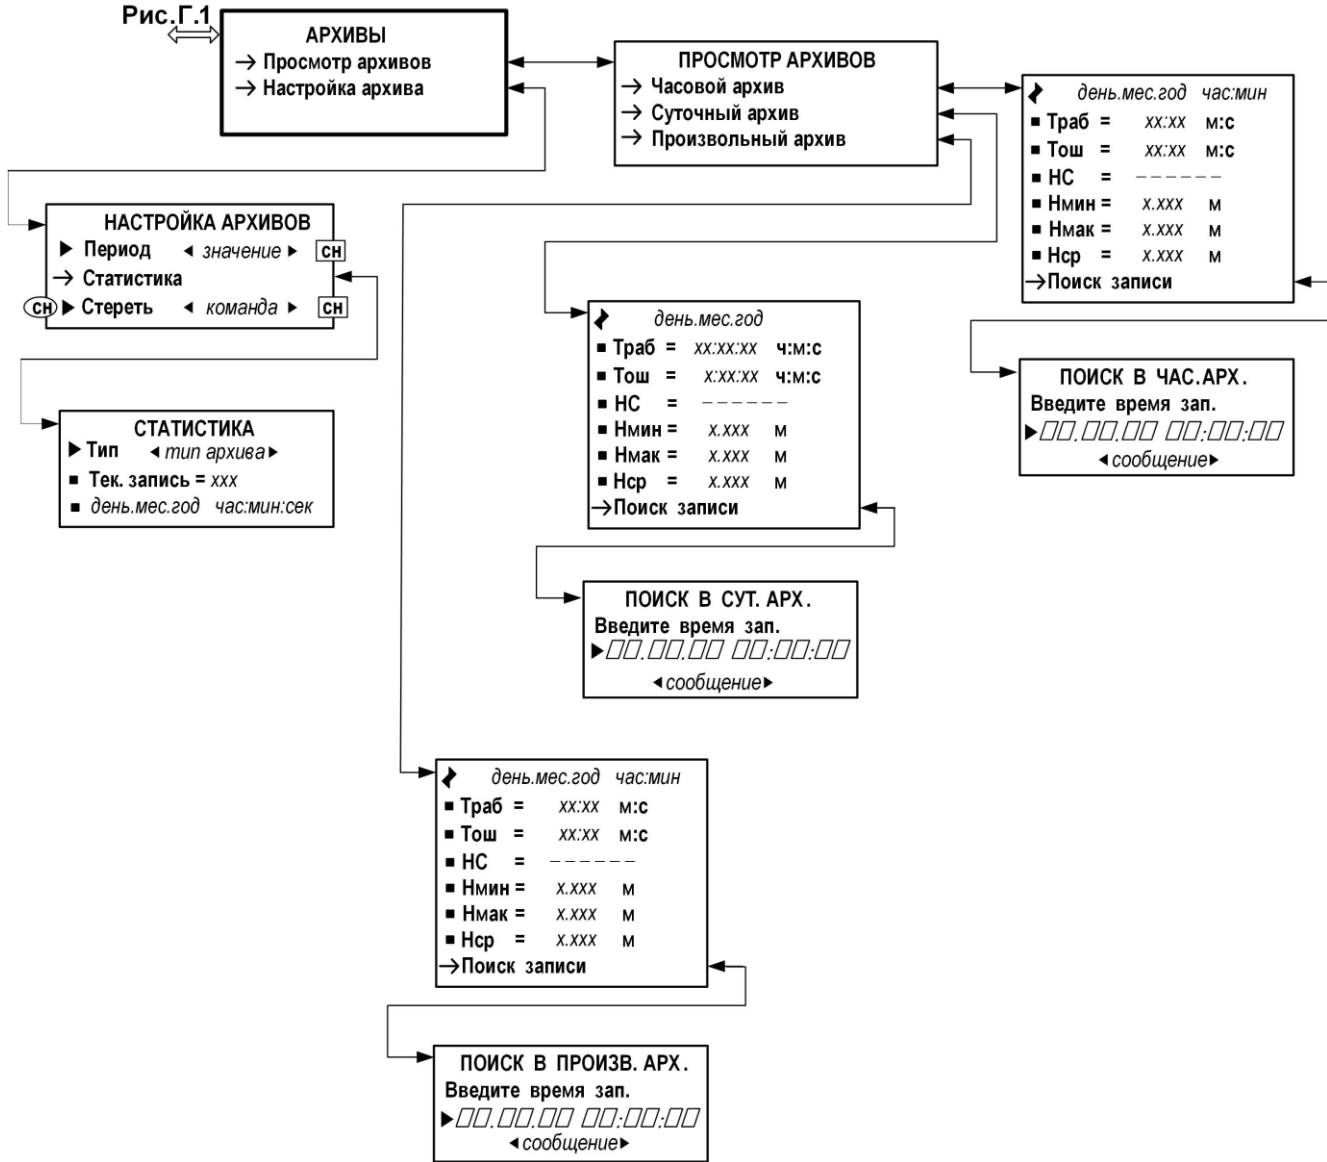 Рис.Г.1
АРХИВЫ
→ Просмотр архивов
→ Настройка архива
ПРОСМОТР АРХИВОВ
→ Часовой архив
→ Суточный архив
→ Произвольный архив
день.мес.год час:мин
■ Траб = xx:xx м:с
■ Тош = xx:xx м:с
■ НС = – – – – – –
■ Нмин = x.xxx м
■ Нмак = x.xxx м
■ Нср = x.xxx м
→ Поиск записи
НАСТРОЙКА АРХИВОВ
▶ Период ◀ значение ▶ СН
→ Статистика
СН ▶ Стереть ◀ команда ▶ СН
день.мес.год
■ Траб = xx:xx:xx ч:м:с
■ Тош = x:xx:xx ч:м:с
■ НС = – – – – – –
■ Нмин = x.xxx м
■ Нмак = x.xxx м
■ Нср = x.xxx м
→ Поиск записи
ПОИСК В ЧАС.АРХ.
Введите время зап.
▶ 00.00.00 00:00:00
◀ сообщение ▶
СТАТИСТИКА
▶ Тип ◀ тип архива ▶
■ Тек. запись = xxx
■ день.мес.год час:мин:сек
ПОИСК В СУТ. АРХ.
Введите время зап.
▶ 00.00.00 00:00:00
◀ сообщение ▶
день.мес.год час:мин
■ Траб = xx:xx м:с
■ Тош = xx:xx м:с
■ НС = – – – – – –
■ Нмин = x.xxx м
■ Нмак = x.xxx м
■ Нср = x.xxx м
→ Поиск записи
ПОИСК В ПРОИЗВ. АРХ.
Введите время зап.
▶ 00.00.00 00:00:00
◀ сообщение ▶